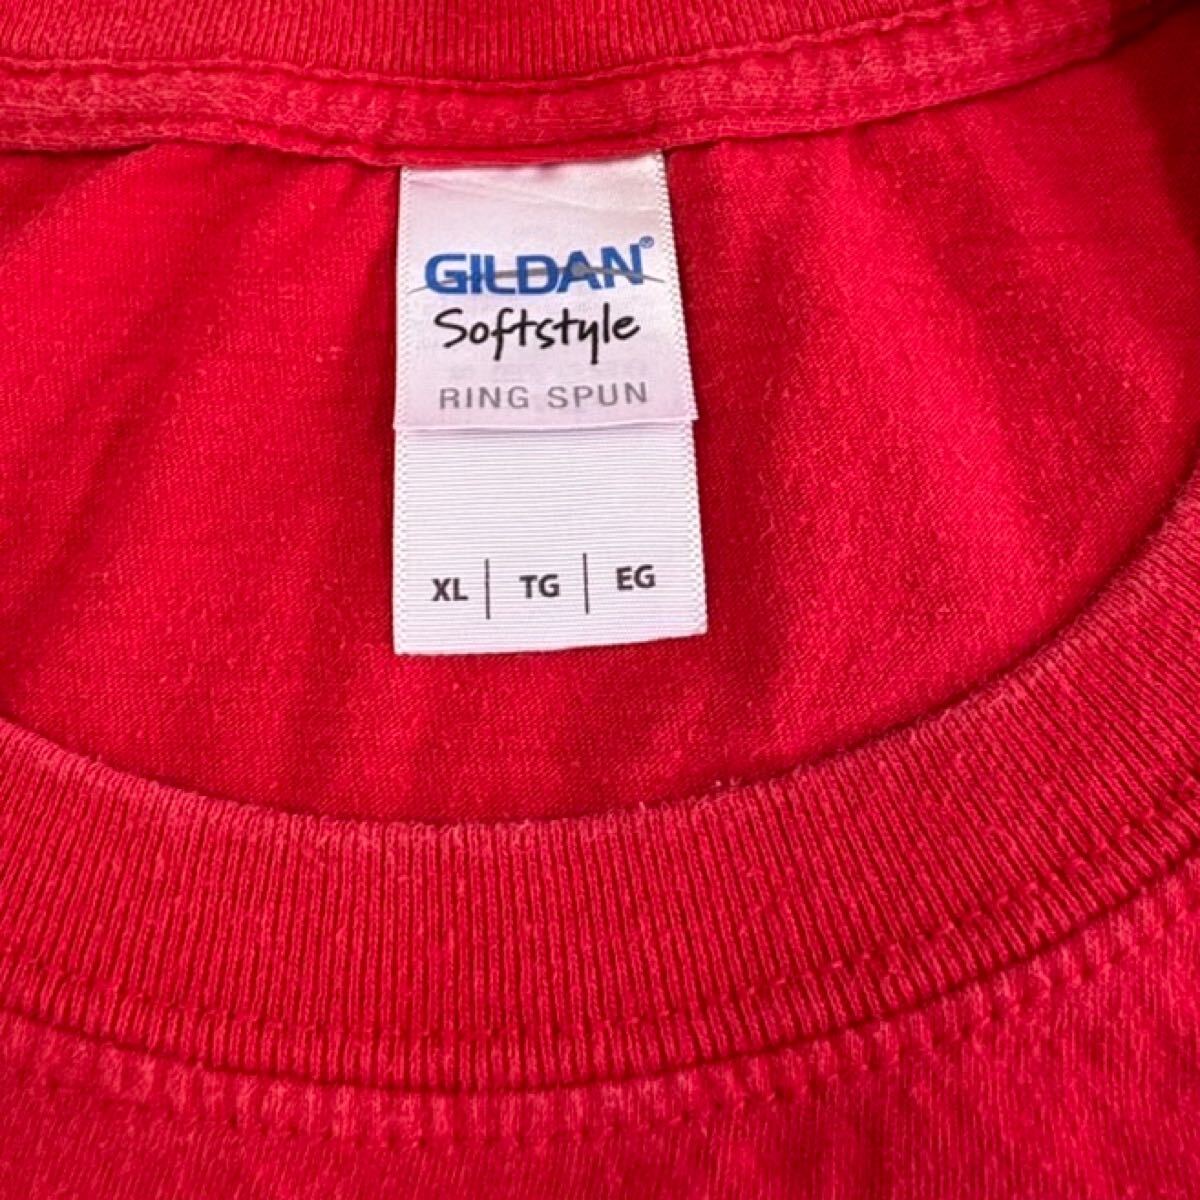 GILDAN®
Softstyle
RING SPUN
XL | TG | EG